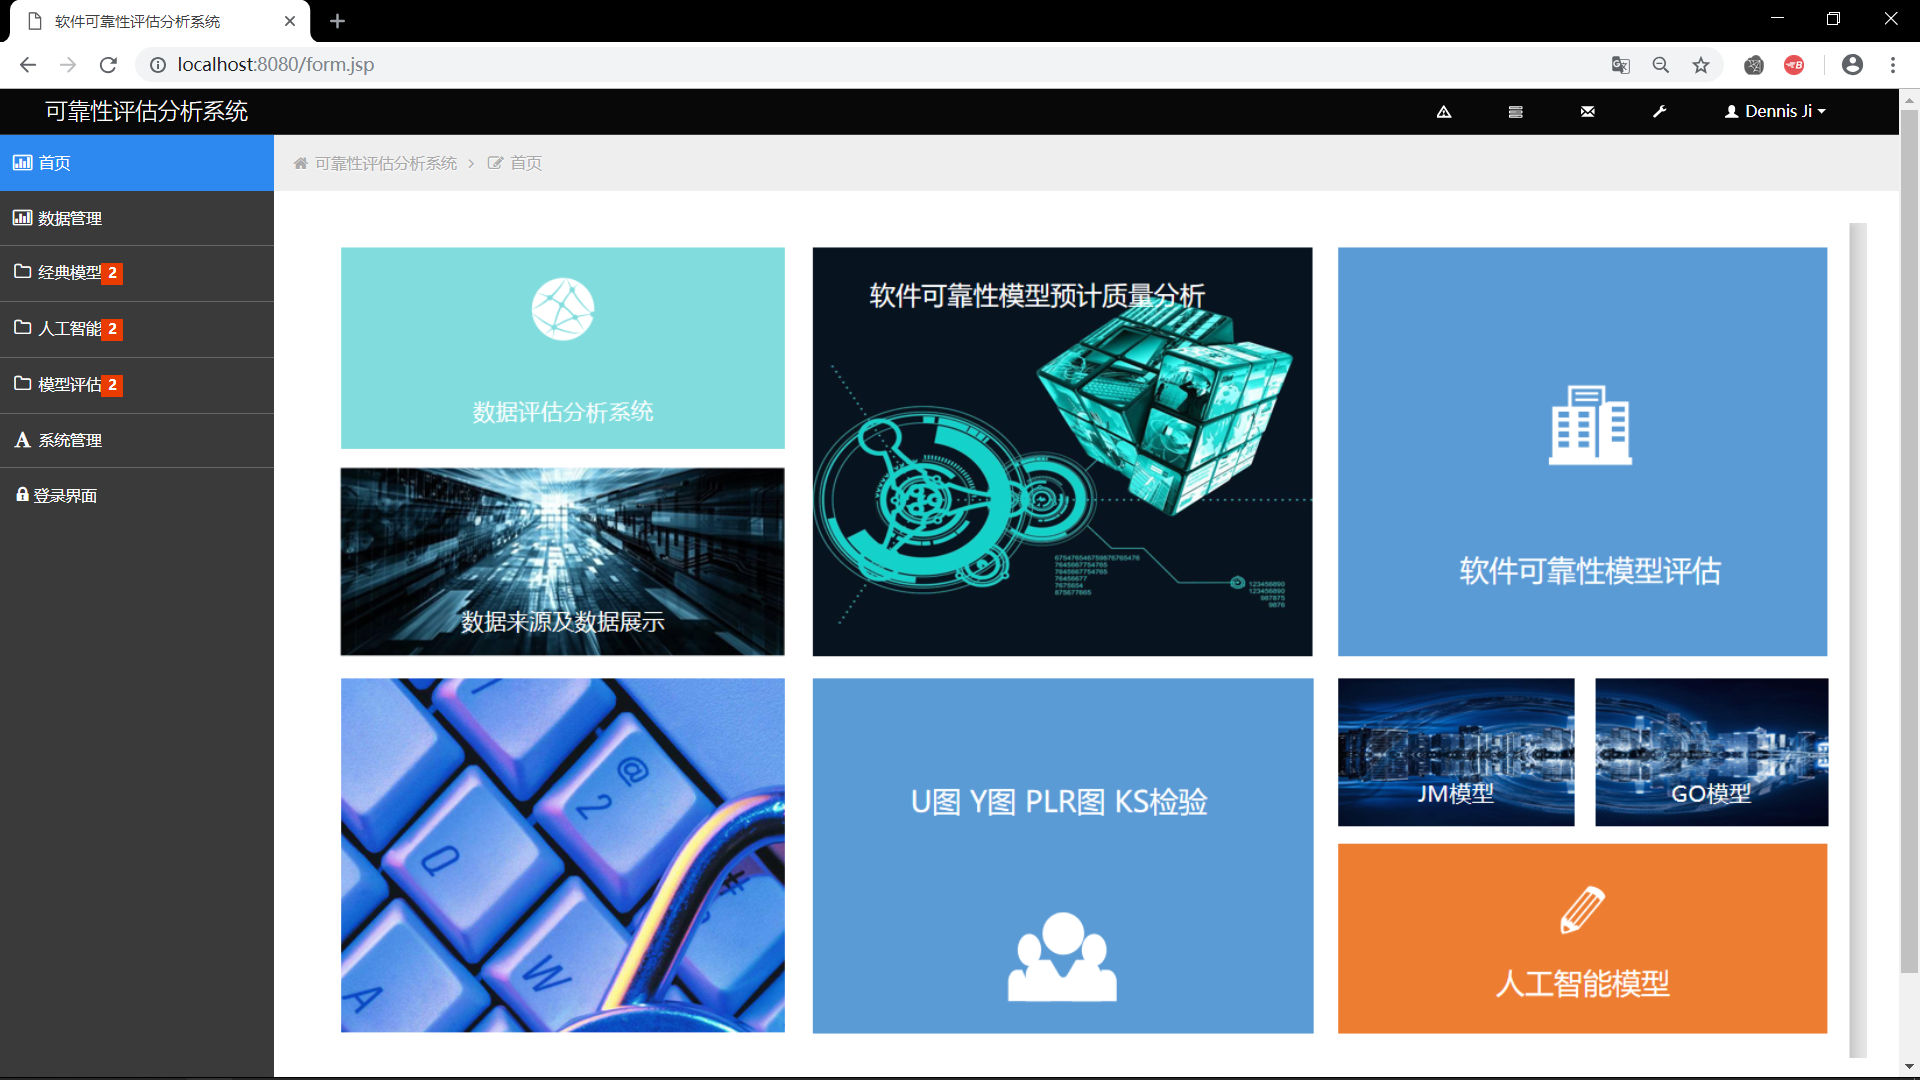 软件可靠性评估分析系统
localhost:8080/form.jsp
可靠性评估分析系统
Dennis Ji
首页
数据管理
经典模型 2
人工智能 2
模型评估 2
系统管理
登录界面
可靠性评估分析系统 > 首页
数据评估分析系统
数据来源及数据展示
软件可靠性模型预计质量分析
软件可靠性模型评估
@
2
Q
W
A
#
U图 Y图 PLR图 KS检验
JM模型
GO模型
人工智能模型